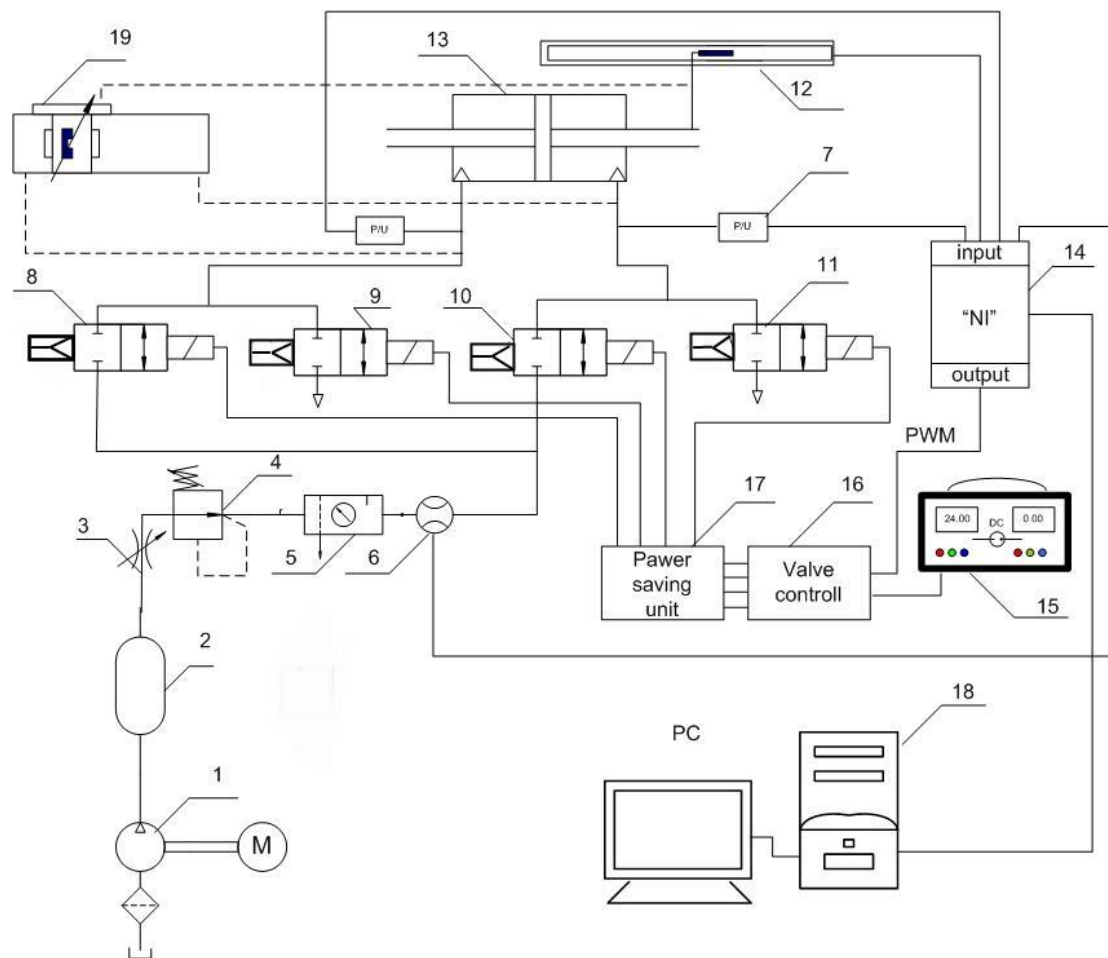 19
13
12
7
P/U
P/U
input
14
"NI"
output
8
9
10
11
PWM
4
17
16
3
24.00
DC
0.00
5
6
Pawer
saving
unit
Valve
controll
15
2
18
PC
1
M